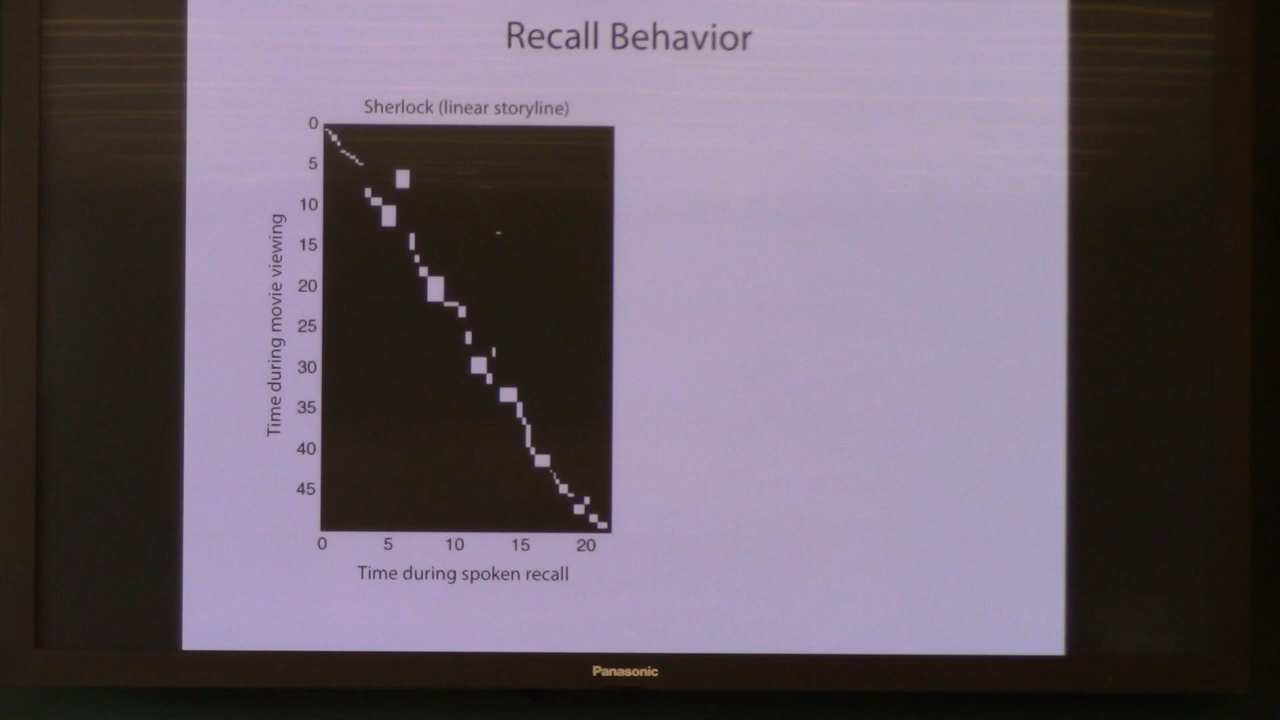 Recall Behavior
Sherlock (linear storyline)
0
5
10
15
20
25
30
35
40
45
Time during movie viewing
0 5 10 15 20
Time during spoken recall
Panasonic